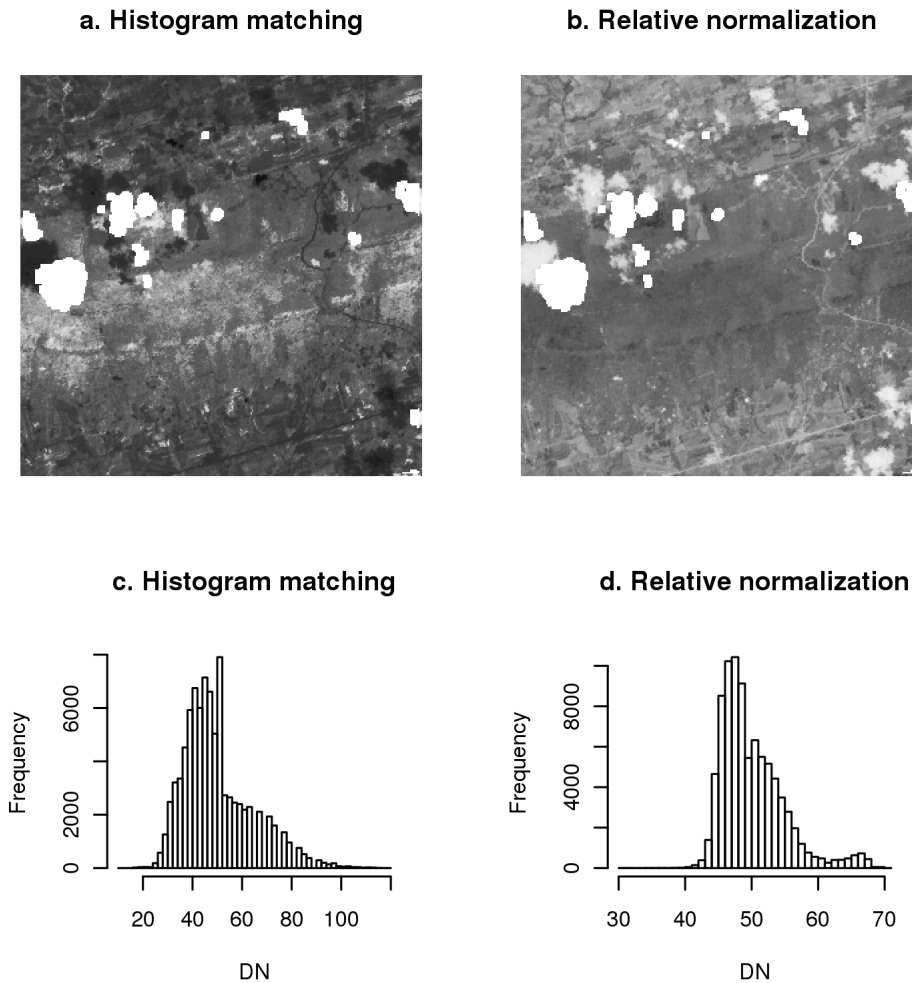 a. Histogram matching
b. Relative normalization
c. Histogram matching
d. Relative normalization
Frequency
0 2000 6000
20 40 60 80 100
DN
Frequency
0 4000 8000
30 40 50 60 70
DN